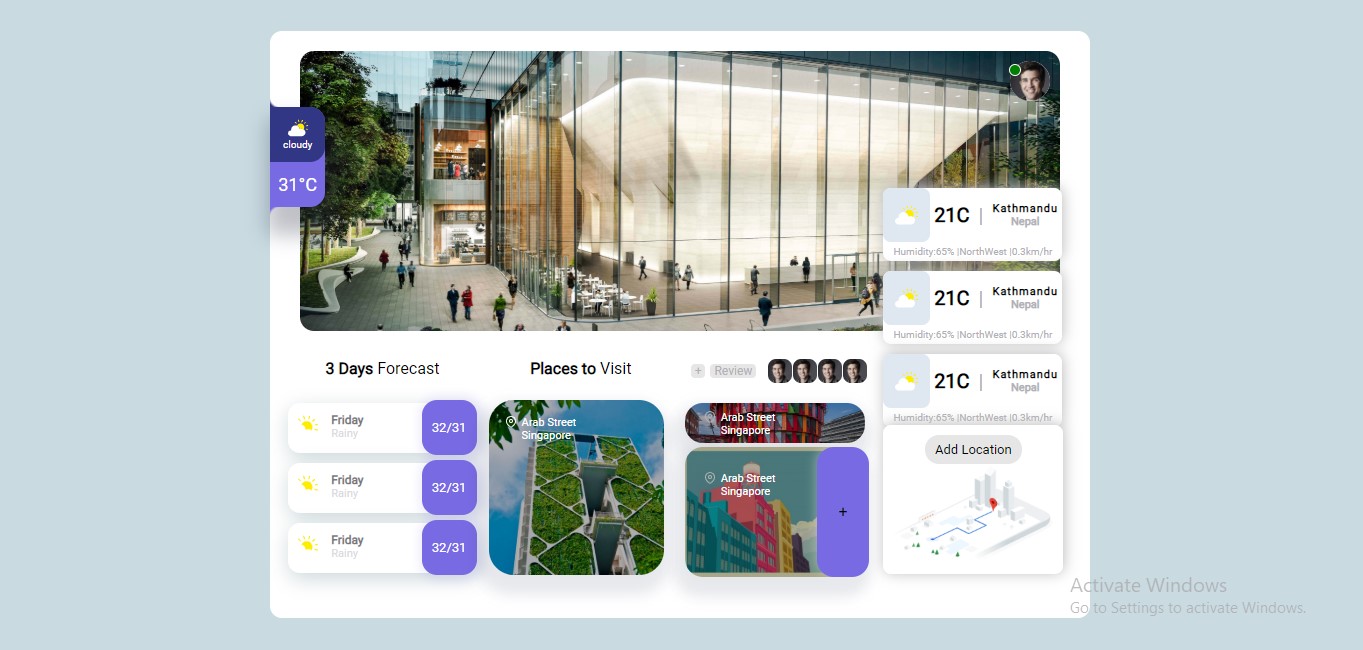 cloudy
31°C
21C | Kathmandu
Nepal
Humidity:65% |NorthWest |0.3km/hr
21C | Kathmandu
Nepal
Humidity:65% |NorthWest |0.3km/hr
21C | Kathmandu
Nepal
Humidity:65% |NorthWest |0.3km/hr
3 Days Forecast
Places to Visit
+ Review
Friday
Rainy
32/31
Friday
Rainy
32/31
Friday
Rainy
32/31
Arab Street
Singapore
Arab Street
Singapore
Arab Street
Singapore
+
Add Location
Activate Windows
Go to Settings to activate Windows.